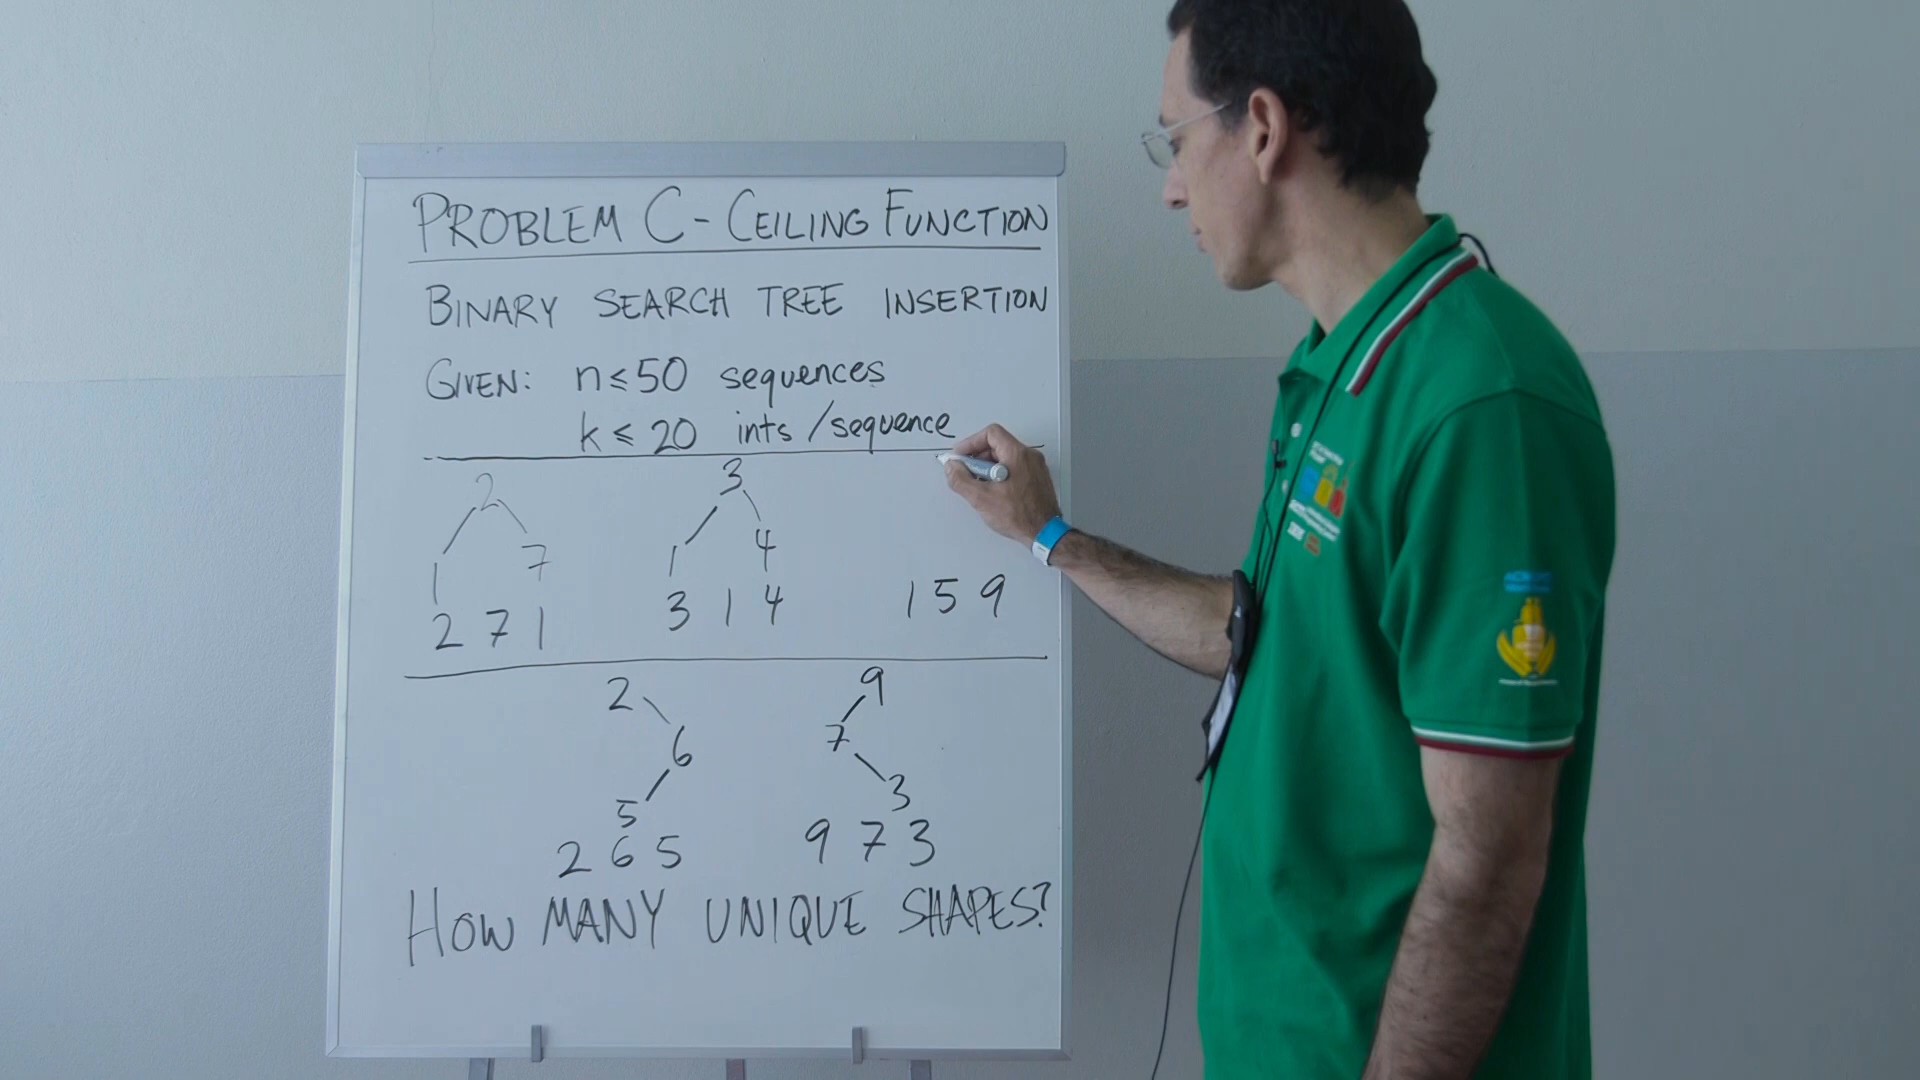 PROBLEM C - CEILING FUNCTION
BINARY SEARCH TREE INSERTION
GIVEN: n ≤ 50 sequences
k ≤ 20 ints / sequence
2
3
1
7
1
4
2 7 1
3 1 4
1 5 9
2
9
6
7
5
3
2 6 5
9 7 3
HOW MANY UNIQUE SHAPES?